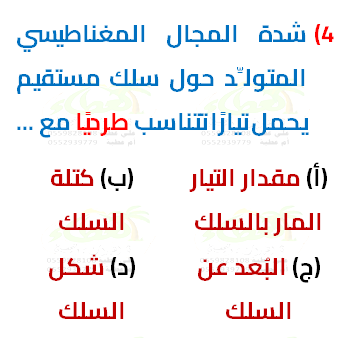 4) شدة المجال المغناطيسي
المتولّد حول سلك مستقيم
يحمل تيارًا تتناسب طرديًا مع ...
(أ) مقدار التيار المار بالسلك
(ب) كتلة السلك
(ج) البُعد عن السلك
(د) شكل السلك